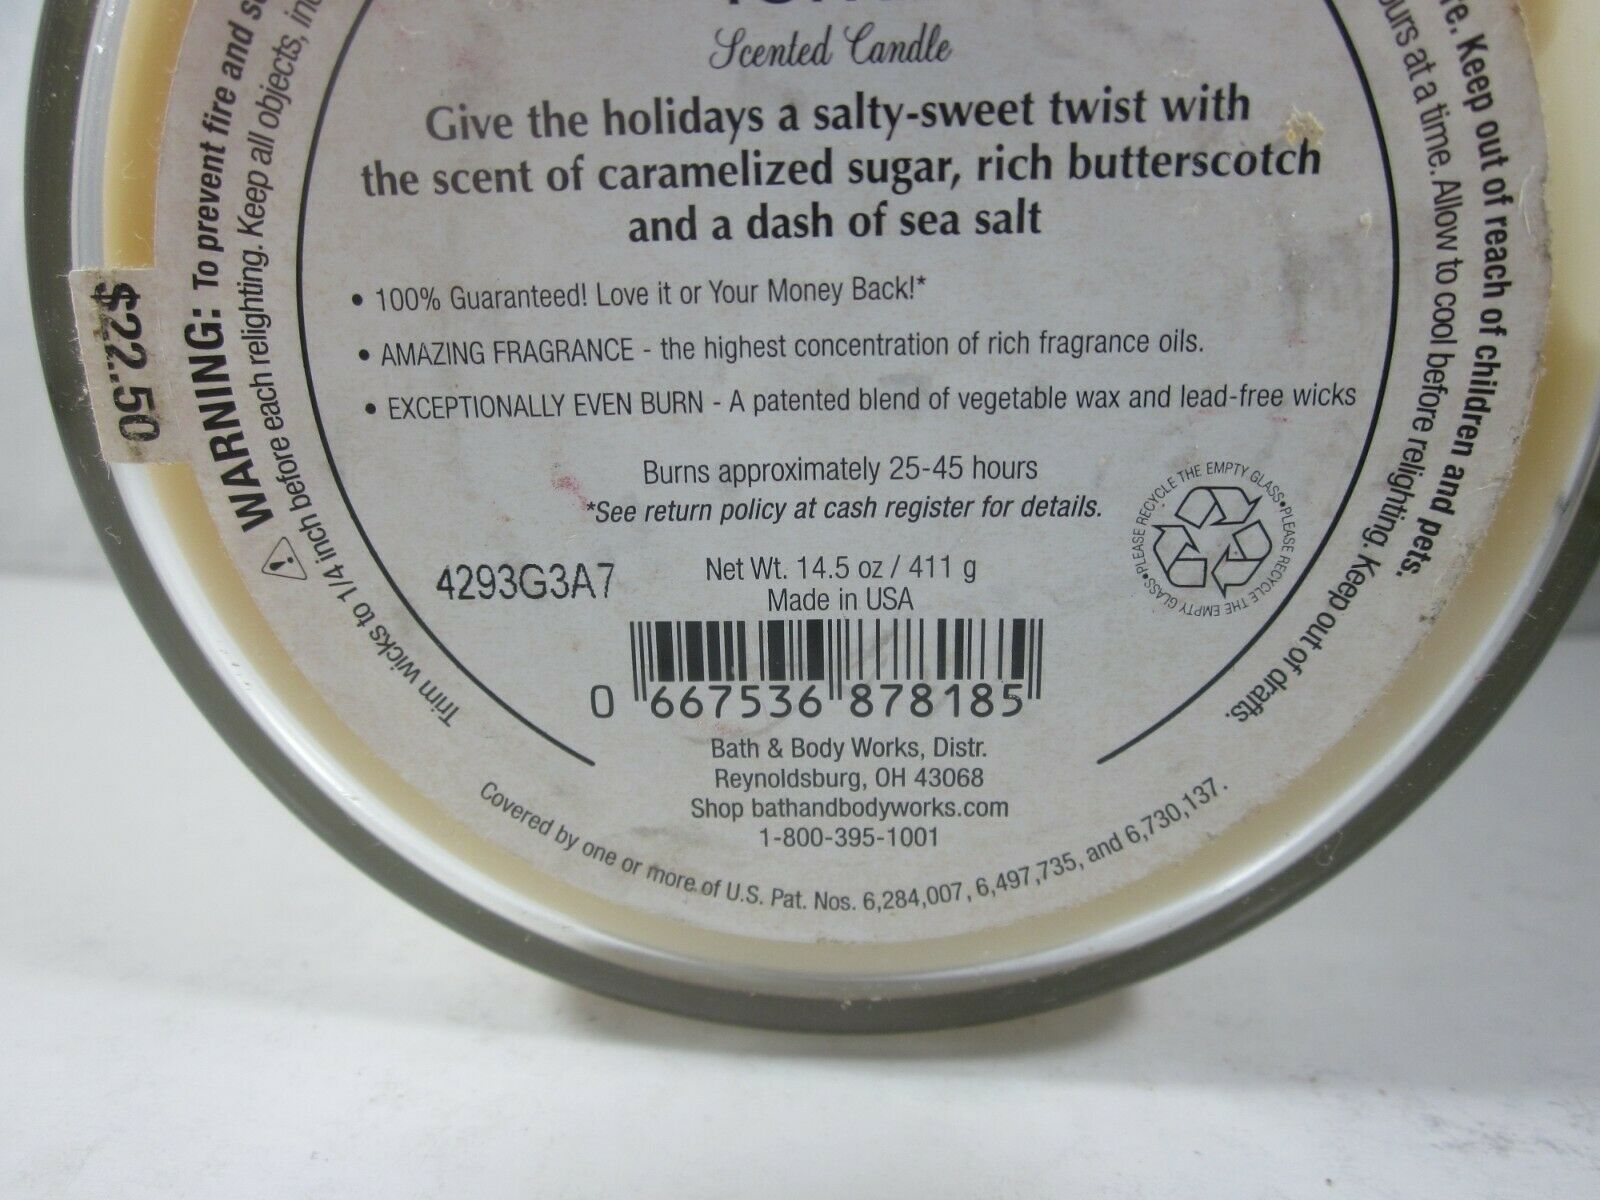 Scented Candle
Give the holidays a salty-sweet twist with
the scent of caramelized sugar, rich butterscotch
and a dash of sea salt
• 100% Guaranteed! Love it or Your Money Back!*
• AMAZING FRAGRANCE - the highest concentration of rich fragrance oils.
• EXCEPTIONALLY EVEN BURN - A patented blend of vegetable wax and lead-free wicks
Burns approximately 25-45 hours
*See return policy at cash register for details.
4293G3A7
Net Wt. 14.5 oz / 411 g
Made in USA
0 667536 878185
Bath & Body Works, Distr.
Reynoldsburg, OH 43068
Shop bathandbodyworks.com
1-800-395-1001
Covered by one or more of U.S. Pat. Nos. 6,284,007, 6,497,735, and 6,730,137.
$22.50
WARNING: To prevent fire and
Keep out of reach of children and pets.
Trim wicks to 1/4 inch before each relighting. Keep all objects,
at a time. Allow to cool before relighting. Keep out of drafts.
•PLEASE RECYCLE THE EMPTY GLASS•PLEASE RECYCLE THE EMPTY GLASS